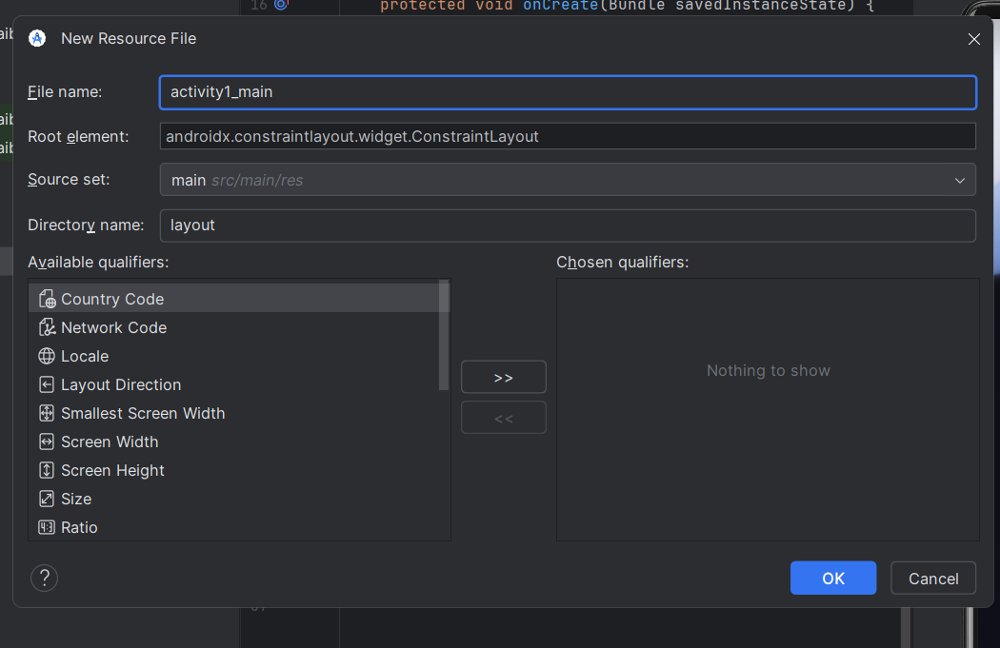 16 protected void onCreate(Bundle savedInstanceState) {
New Resource File
File name: activity1_main
Root element: androidx.constraintlayout.widget.ConstraintLayout
Source set: main src/main/res
Directory name: layout
Available qualifiers:
Chosen qualifiers:
Country Code
Network Code
Locale
Layout Direction
Smallest Screen Width
Screen Width
Screen Height
Size
Ratio
>>
<<
Nothing to show
?
OK
Cancel